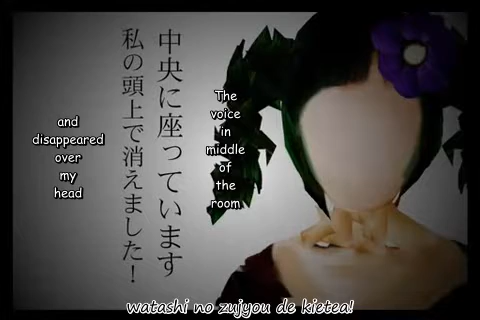 中央に座っています
私の頭上で消えました！
The
voice
in
middle
of
the
room
and
disappeared
over
my
head
watashi no zujyou de kietea!